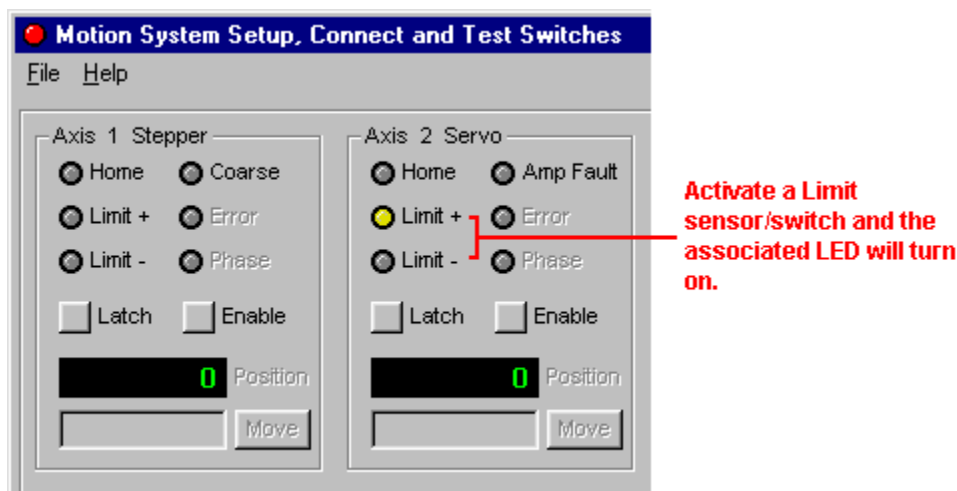 Motion System Setup, Connect and Test Switches
File Help
Axis 1 Stepper
Home Coarse
Limit + Error
Limit - Phase
Latch Enable
0 Position
Move
Axis 2 Servo
Home Amp Fault
Limit + Error
Limit - Phase
Latch Enable
0 Position
Move
Activate a Limit
sensor/switch and the
associated LED will turn
on.